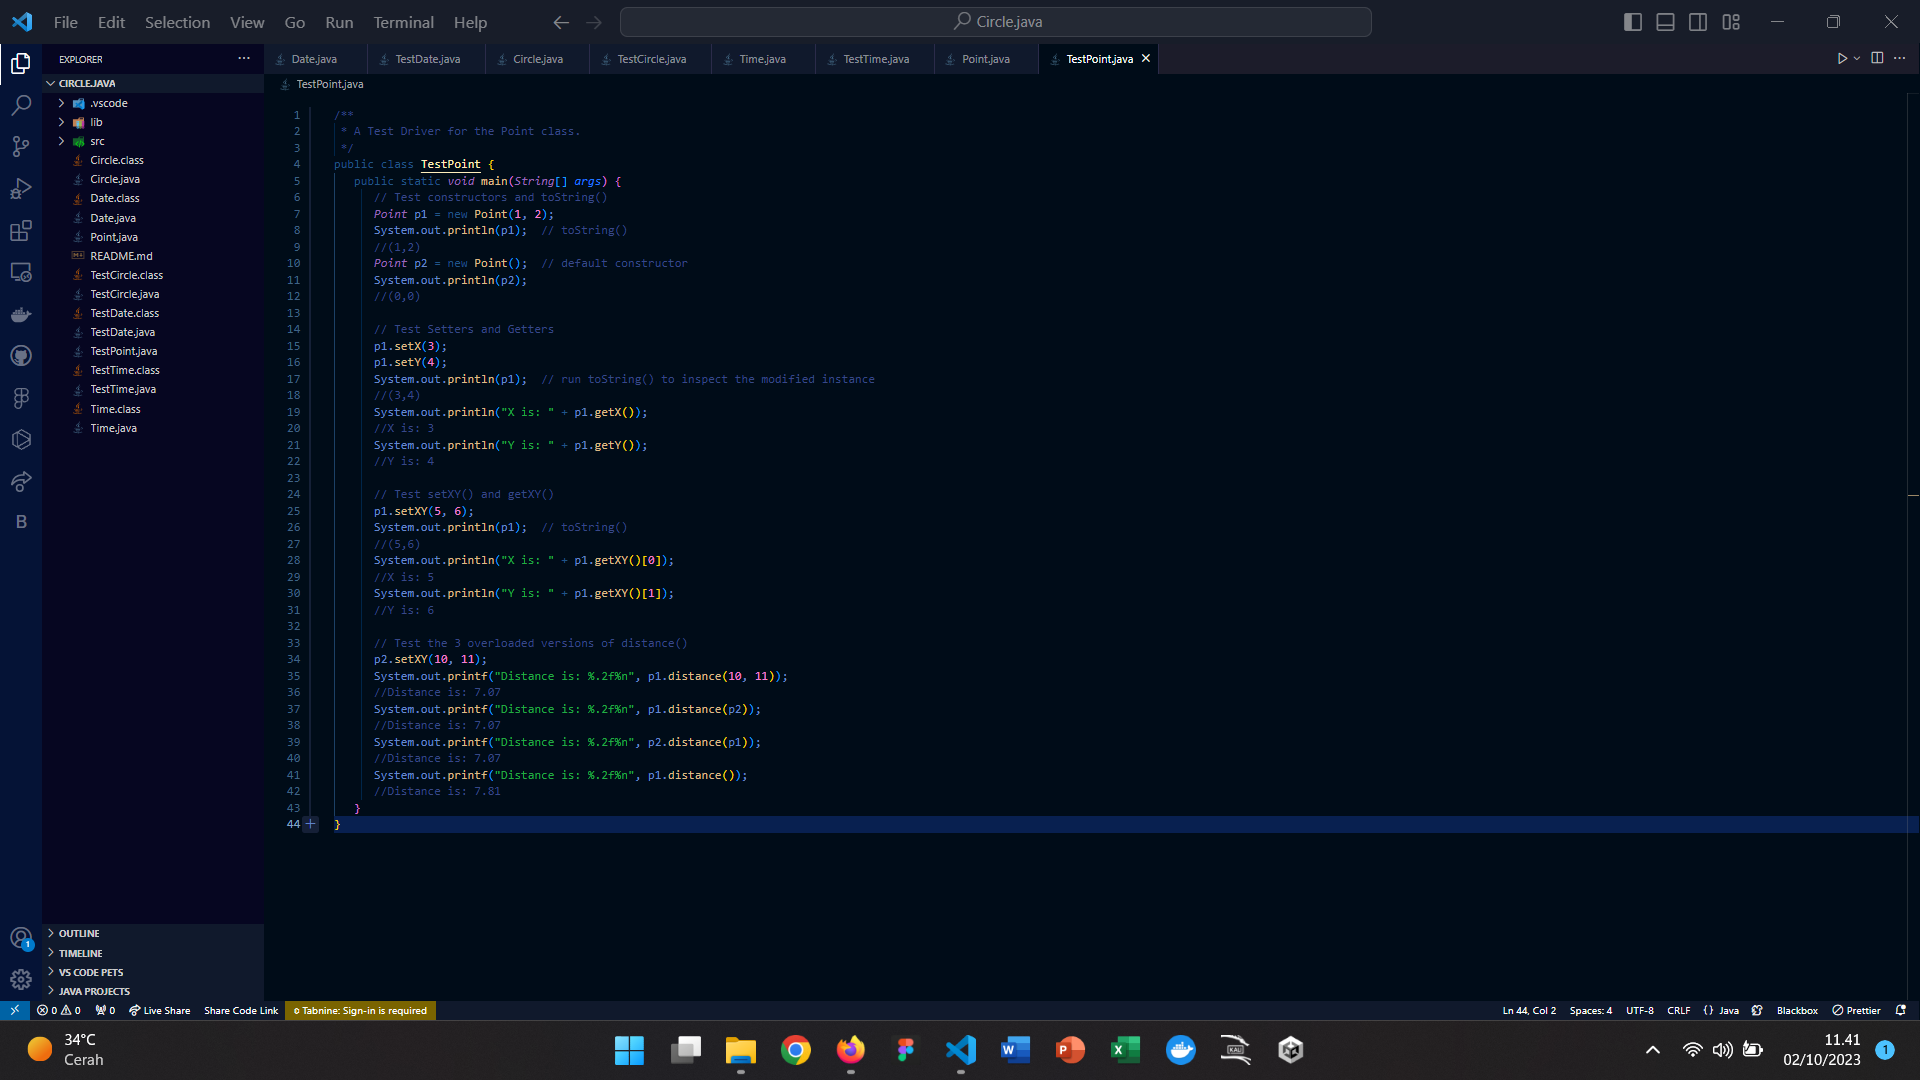 File Edit Selection View Go Run Terminal Help
Circle.java
EXPLORER
Date.java TestDate.java Circle.java TestCircle.java Time.java TestTime.java Point.java TestPoint.java
CIRCLE.JAVA
TestPoint.java
.vscode
lib
src
Circle.class
Circle.java
Date.class
Date.java
Point.java
README.md
TestCircle.class
TestCircle.java
TestDate.class
TestDate.java
TestPoint.java
TestTime.class
TestTime.java
Time.class
Time.java
OUTLINE
TIMELINE
VS CODE PETS
JAVA PROJECTS
1 /**
2 * A Test Driver for the Point class.
3 */
4 public class TestPoint {
5 public static void main(String[] args) {
6 // Test constructors and toString()
7 Point p1 = new Point(1, 2);
8 System.out.println(p1);  // toString()
9 //(1,2)
10 Point p2 = new Point();  // default constructor
11 System.out.println(p2);
12 //(0,0)
13
14 // Test Setters and Getters
15 p1.setX(3);
16 p1.setY(4);
17 System.out.println(p1);  // run toString() to inspect the modified instance
18 //(3,4)
19 System.out.println("X is: " + p1.getX());
20 //X is: 3
21 System.out.println("Y is: " + p1.getY());
22 //Y is: 4
23
24 // Test setXY() and getXY()
25 p1.setXY(5, 6);
26 System.out.println(p1);  // toString()
27 //(5,6)
28 System.out.println("X is: " + p1.getXY()[0]);
29 //X is: 5
30 System.out.println("Y is: " + p1.getXY()[1]);
31 //Y is: 6
32
33 // Test the 3 overloaded versions of distance()
34 p2.setXY(10, 11);
35 System.out.printf("Distance is: %.2f%n", p1.distance(10, 11));
36 //Distance is: 7.07
37 System.out.printf("Distance is: %.2f%n", p1.distance(p2));
38 //Distance is: 7.07
39 System.out.printf("Distance is: %.2f%n", p2.distance(p1));
40 //Distance is: 7.07
41 System.out.printf("Distance is: %.2f%n", p1.distance());
42 //Distance is: 7.81
43 }
44 }
B
1
0 0 0 Live Share Share Code Link Tabnine: Sign-in is required Ln 44, Col 2 Spaces: 4 UTF-8 CRLF {} Java Blackbox Prettier
34°C
Cerah
W P X KALI
11.41
02/10/2023
1